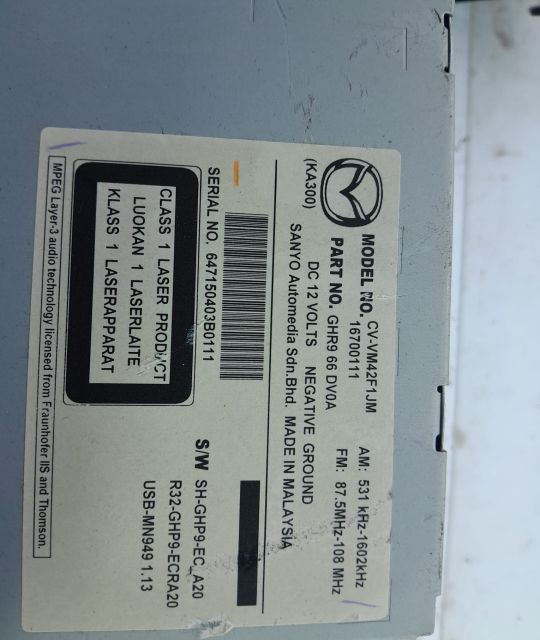 MODEL NO. CV-VM42F1JM
16700111
AM: 531 kHz-1602kHz
PART NO. GHR9 66 DV0A
FM: 87.5MHz-108 MHz
(KA300)
DC 12 VOLTS NEGATIVE GROUND
SANYO Automedia Sdn.Bhd. MADE IN MALAYSIA
SERIAL NO. 647150403B0111
S/W SH-GHP9-EC_A20
R32-GHP9-ECRA20
USB-MN949 1.13
CLASS 1 LASER PRODUCT
LUOKAN 1 LASERLAITE
KLASS 1 LASERAPPARAT
MPEG Layer-3 audio technology licensed from Fraunhofer IIS and Thomson.